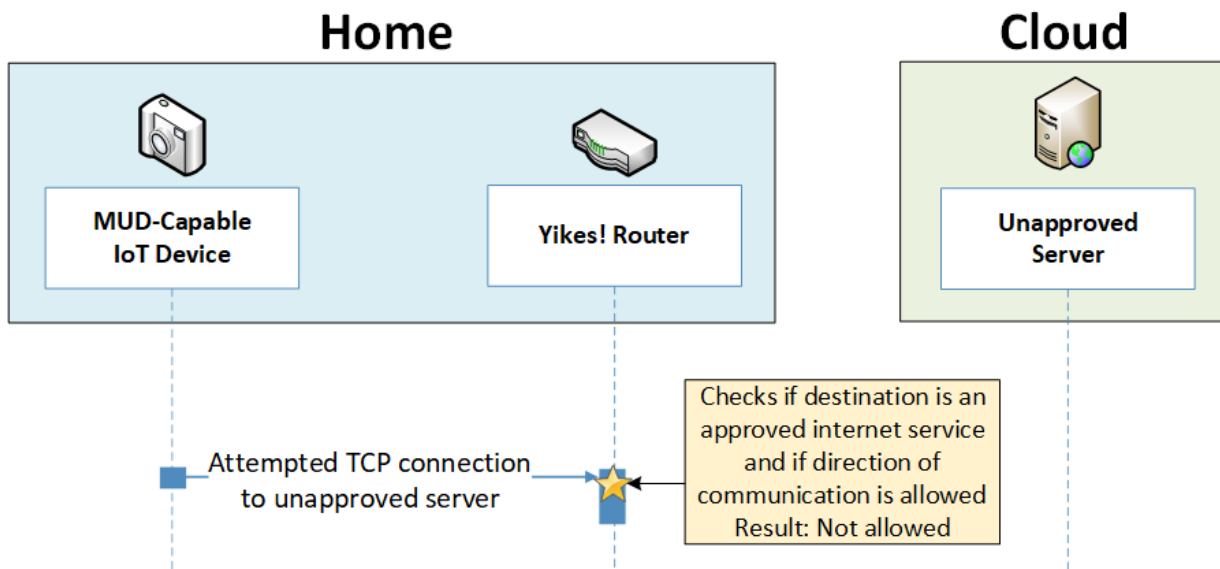 Home
Cloud
MUD-Capable
IoT Device
Yikes! Router
Unapproved
Server
Attempted TCP connection
to unapproved server
Checks if destination is an
approved internet service
and if direction of
communication is allowed
Result: Not allowed